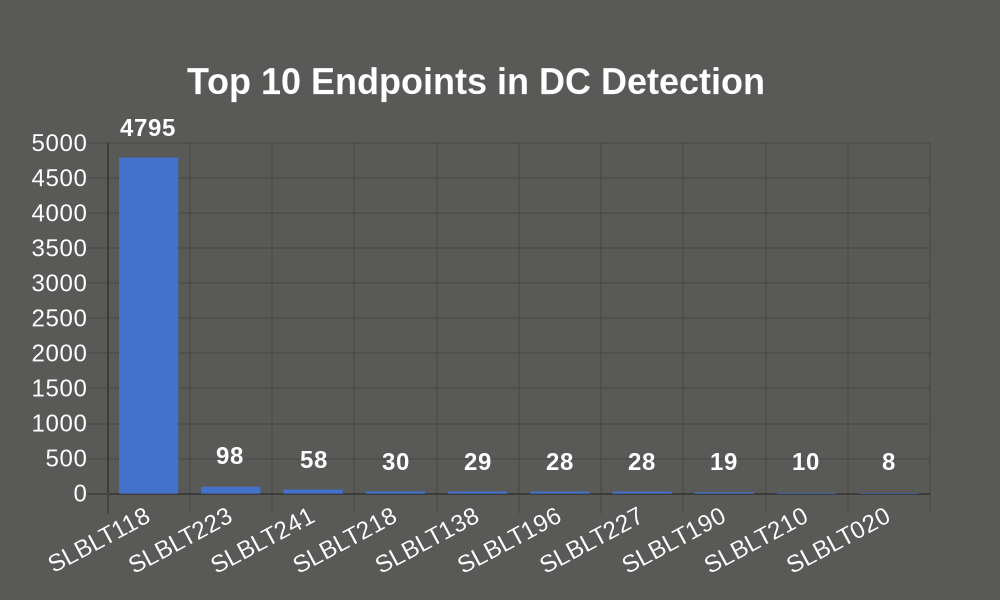 Top 10 Endpoints in DC Detection
4795
5000
4500
4000
3500
3000
2500
2000
1500
1000
500
0
98
58
30
29
28
28
19
10
8
SLBLT118
SLBLT223
SLBLT241
SLBLT218
SLBLT138
SLBLT196
SLBLT227
SLBLT190
SLBLT210
SLBLT020